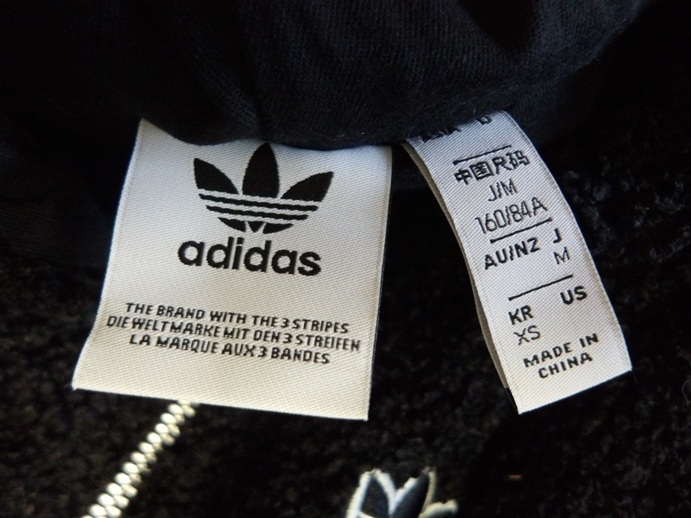 adidas
THE BRAND WITH THE 3 STRIPES
DIE WELTMARKE MIT DEN 3 STREIFEN
LA MARQUE AUX 3 BANDES
中国尺码
J/M
160/84A
AU/NZ J
M
KR US
XS
MADE IN
CHINA